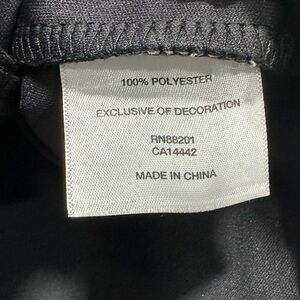 100% POLYESTER
EXCLUSIVE OF DECORATION
RN88201
CA14442
MADE IN CHINA